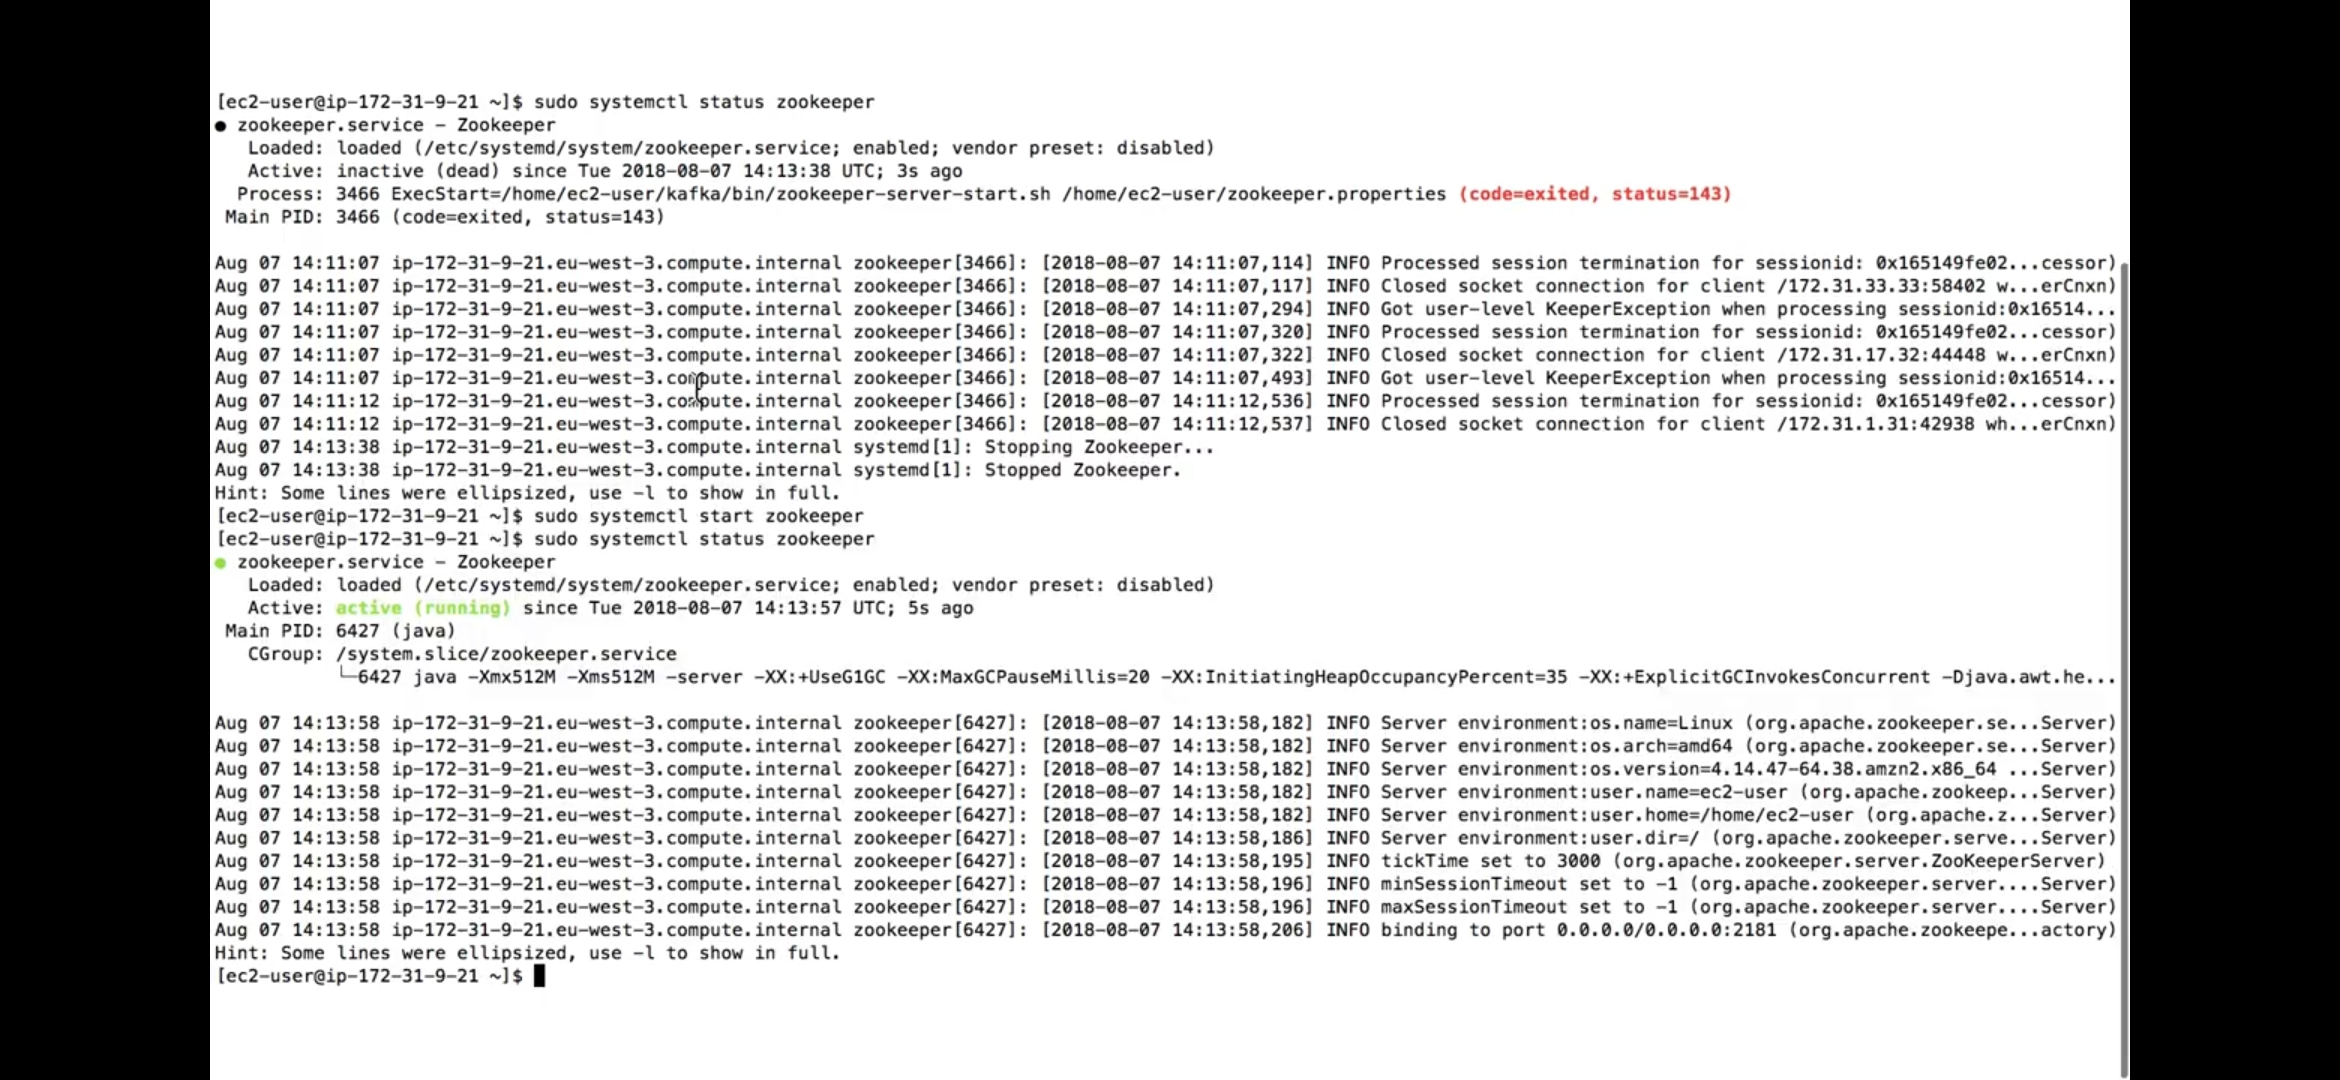 [ec2-user@ip-172-31-9-21 ~]$ sudo systemctl status zookeeper
● zookeeper.service – Zookeeper
Loaded: loaded (/etc/systemd/system/zookeeper.service; enabled; vendor preset: disabled)
Active: inactive (dead) since Tue 2018-08-07 14:13:38 UTC; 3s ago
Process: 3466 ExecStart=/home/ec2-user/kafka/bin/zookeeper-server-start.sh /home/ec2-user/zookeeper.properties (code=exited, status=143)
Main PID: 3466 (code=exited, status=143)
Aug 07 14:11:07 ip-172-31-9-21.eu-west-3.compute.internal zookeeper[3466]: [2018-08-07 14:11:07,114] INFO Processed session termination for sessionid: 0x165149fe02...cessor)
Aug 07 14:11:07 ip-172-31-9-21.eu-west-3.compute.internal zookeeper[3466]: [2018-08-07 14:11:07,117] INFO Closed socket connection for client /172.31.33.33:58402 w...erCnxn)
Aug 07 14:11:07 ip-172-31-9-21.eu-west-3.compute.internal zookeeper[3466]: [2018-08-07 14:11:07,294] INFO Got user-level KeeperException when processing sessionid:0x16514...
Aug 07 14:11:07 ip-172-31-9-21.eu-west-3.compute.internal zookeeper[3466]: [2018-08-07 14:11:07,320] INFO Processed session termination for sessionid: 0x165149fe02...cessor)
Aug 07 14:11:07 ip-172-31-9-21.eu-west-3.compute.internal zookeeper[3466]: [2018-08-07 14:11:07,322] INFO Closed socket connection for client /172.31.17.32:44448 w...erCnxn)
Aug 07 14:11:07 ip-172-31-9-21.eu-west-3.compute.internal zookeeper[3466]: [2018-08-07 14:11:07,493] INFO Got user-level KeeperException when processing sessionid:0x16514...
Aug 07 14:11:12 ip-172-31-9-21.eu-west-3.compute.internal zookeeper[3466]: [2018-08-07 14:11:12,536] INFO Processed session termination for sessionid: 0x165149fe02...cessor)
Aug 07 14:11:12 ip-172-31-9-21.eu-west-3.compute.internal zookeeper[3466]: [2018-08-07 14:11:12,537] INFO Closed socket connection for client /172.31.1.31:42938 wh...erCnxn)
Aug 07 14:13:38 ip-172-31-9-21.eu-west-3.compute.internal systemd[1]: Stopping Zookeeper...
Aug 07 14:13:38 ip-172-31-9-21.eu-west-3.compute.internal systemd[1]: Stopped Zookeeper.
Hint: Some lines were ellipsized, use -l to show in full.
[ec2-user@ip-172-31-9-21 ~]$ sudo systemctl start zookeeper
[ec2-user@ip-172-31-9-21 ~]$ sudo systemctl status zookeeper
● zookeeper.service – Zookeeper
Loaded: loaded (/etc/systemd/system/zookeeper.service; enabled; vendor preset: disabled)
Active: active (running) since Tue 2018-08-07 14:13:57 UTC; 5s ago
Main PID: 6427 (java)
CGroup: /system.slice/zookeeper.service
└─6427 java -Xmx512M -Xms512M -server -XX:+UseG1GC -XX:MaxGCPauseMillis=20 -XX:InitiatingHeapOccupancyPercent=35 -XX:+ExplicitGCInvokesConcurrent -Djava.awt.he...
Aug 07 14:13:58 ip-172-31-9-21.eu-west-3.compute.internal zookeeper[6427]: [2018-08-07 14:13:58,182] INFO Server environment:os.name=Linux (org.apache.zookeeper.se...Server)
Aug 07 14:13:58 ip-172-31-9-21.eu-west-3.compute.internal zookeeper[6427]: [2018-08-07 14:13:58,182] INFO Server environment:os.arch=amd64 (org.apache.zookeeper.se...Server)
Aug 07 14:13:58 ip-172-31-9-21.eu-west-3.compute.internal zookeeper[6427]: [2018-08-07 14:13:58,182] INFO Server environment:os.version=4.14.47-64.38.amzn2.x86_64 ...Server)
Aug 07 14:13:58 ip-172-31-9-21.eu-west-3.compute.internal zookeeper[6427]: [2018-08-07 14:13:58,182] INFO Server environment:user.name=ec2-user (org.apache.zookeep...Server)
Aug 07 14:13:58 ip-172-31-9-21.eu-west-3.compute.internal zookeeper[6427]: [2018-08-07 14:13:58,182] INFO Server environment:user.home=/home/ec2-user (org.apache.z...Server)
Aug 07 14:13:58 ip-172-31-9-21.eu-west-3.compute.internal zookeeper[6427]: [2018-08-07 14:13:58,186] INFO Server environment:user.dir=/ (org.apache.zookeeper.serve...Server)
Aug 07 14:13:58 ip-172-31-9-21.eu-west-3.compute.internal zookeeper[6427]: [2018-08-07 14:13:58,195] INFO tickTime set to 3000 (org.apache.zookeeper.server.ZooKeeperServer)
Aug 07 14:13:58 ip-172-31-9-21.eu-west-3.compute.internal zookeeper[6427]: [2018-08-07 14:13:58,196] INFO minSessionTimeout set to -1 (org.apache.zookeeper.server....Server)
Aug 07 14:13:58 ip-172-31-9-21.eu-west-3.compute.internal zookeeper[6427]: [2018-08-07 14:13:58,196] INFO maxSessionTimeout set to -1 (org.apache.zookeeper.server....Server)
Aug 07 14:13:58 ip-172-31-9-21.eu-west-3.compute.internal zookeeper[6427]: [2018-08-07 14:13:58,206] INFO binding to port 0.0.0.0/0.0.0.0:2181 (org.apache.zookeepe...actory)
Hint: Some lines were ellipsized, use -l to show in full.
[ec2-user@ip-172-31-9-21 ~]$